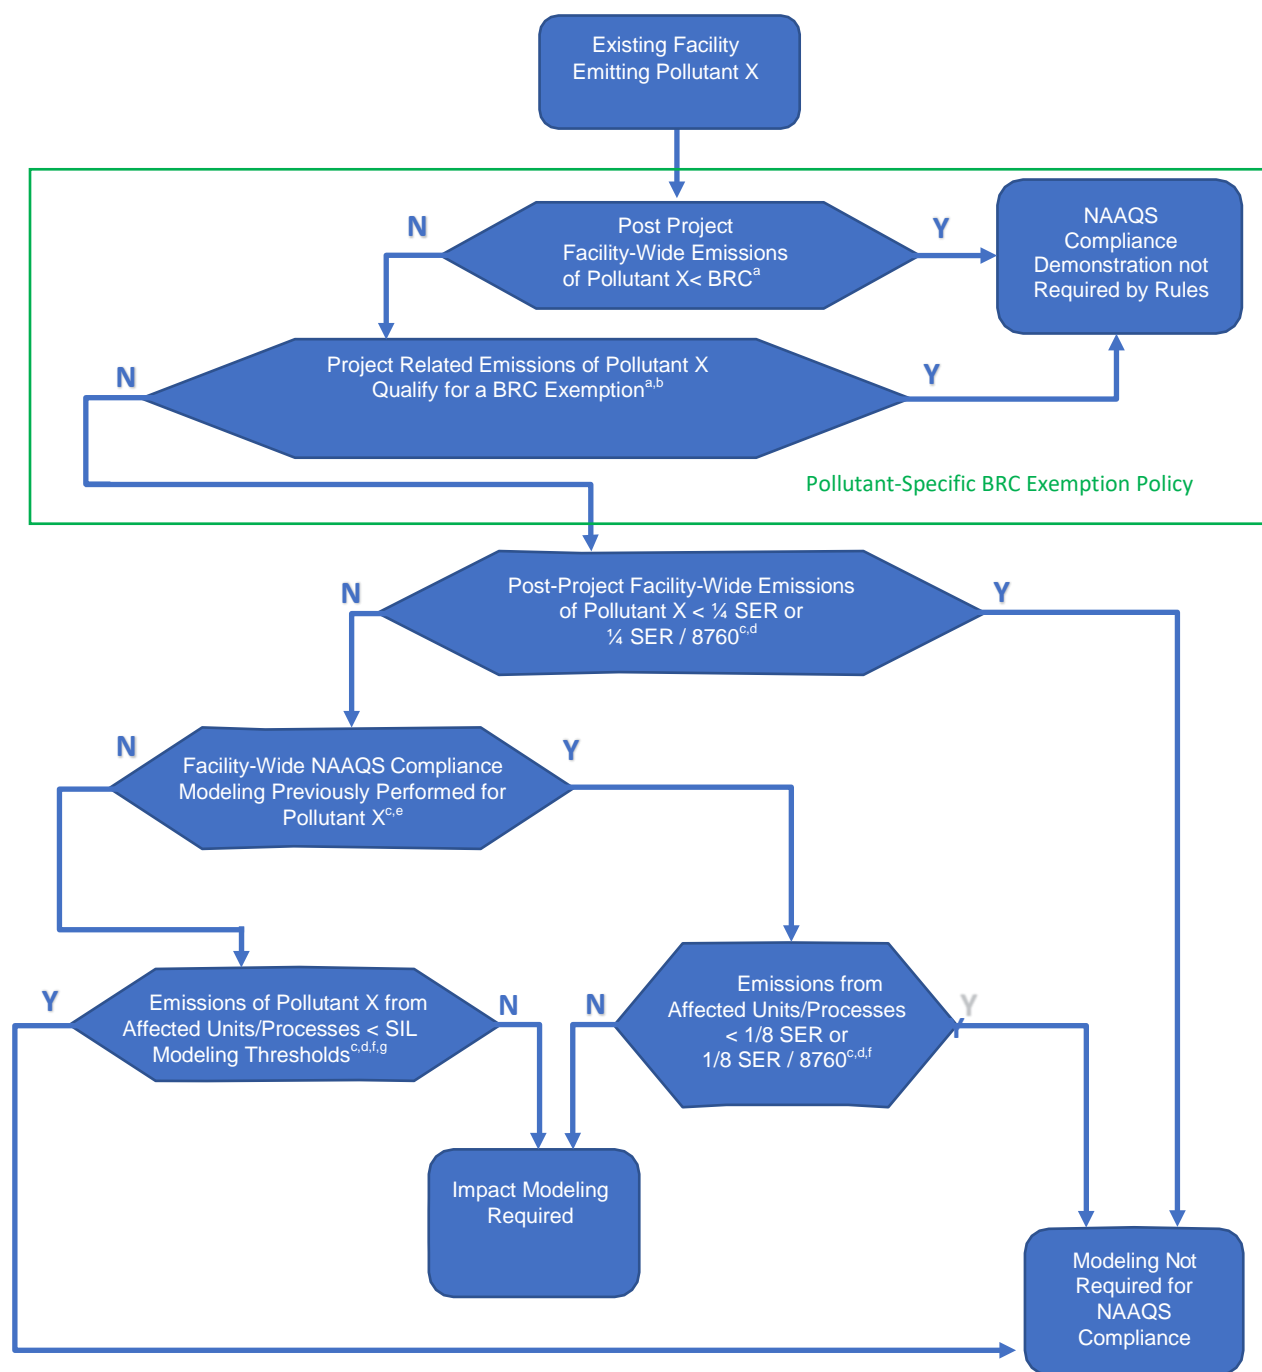 Existing Facility
Emitting Pollutant X
N
Post Project
Facility-Wide Emissions
of Pollutant X< BRCa
Y
NAAQS
Compliance
Demonstration not
Required by Rules
N
Project Related Emissions of Pollutant X
Qualify for a BRC Exemptiona,b
Y
Pollutant-Specific BRC Exemption Policy
N
Post-Project Facility-Wide Emissions
of Pollutant X < ¼ SER or
¼ SER / 8760c,d
Y
N
Facility-Wide NAAQS Compliance
Modeling Previously Performed for
Pollutant Xc,e
Y
Y
Emissions of Pollutant X from
Affected Units/Processes < SIL
Modeling Thresholdsc,d,f,g
N
N
Emissions from
Affected Units/Processes
< 1/8 SER or
1/8 SER / 8760c,d,f
Y
Y
Impact Modeling
Required
Modeling Not
Required for
NAAQS
Compliance